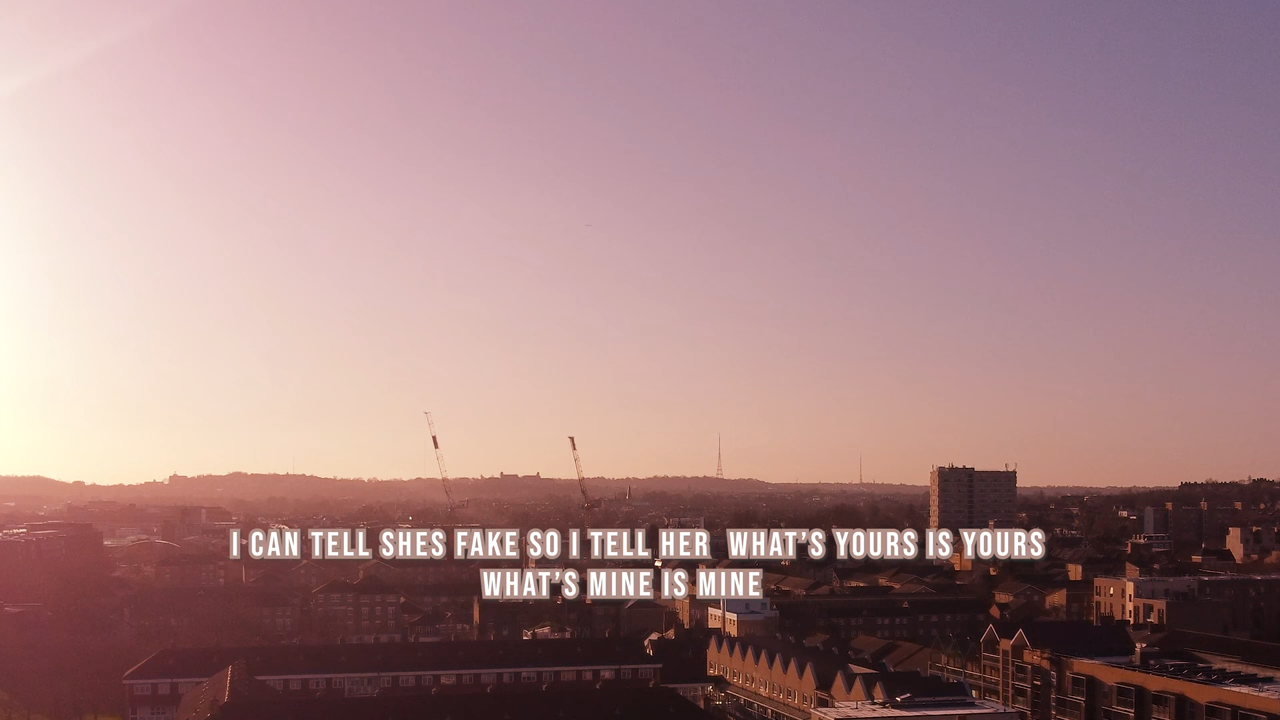 I CAN TELL SHES FAKE SO I TELL HER  WHAT'S YOURS IS YOURS
WHAT'S MINE IS MINE